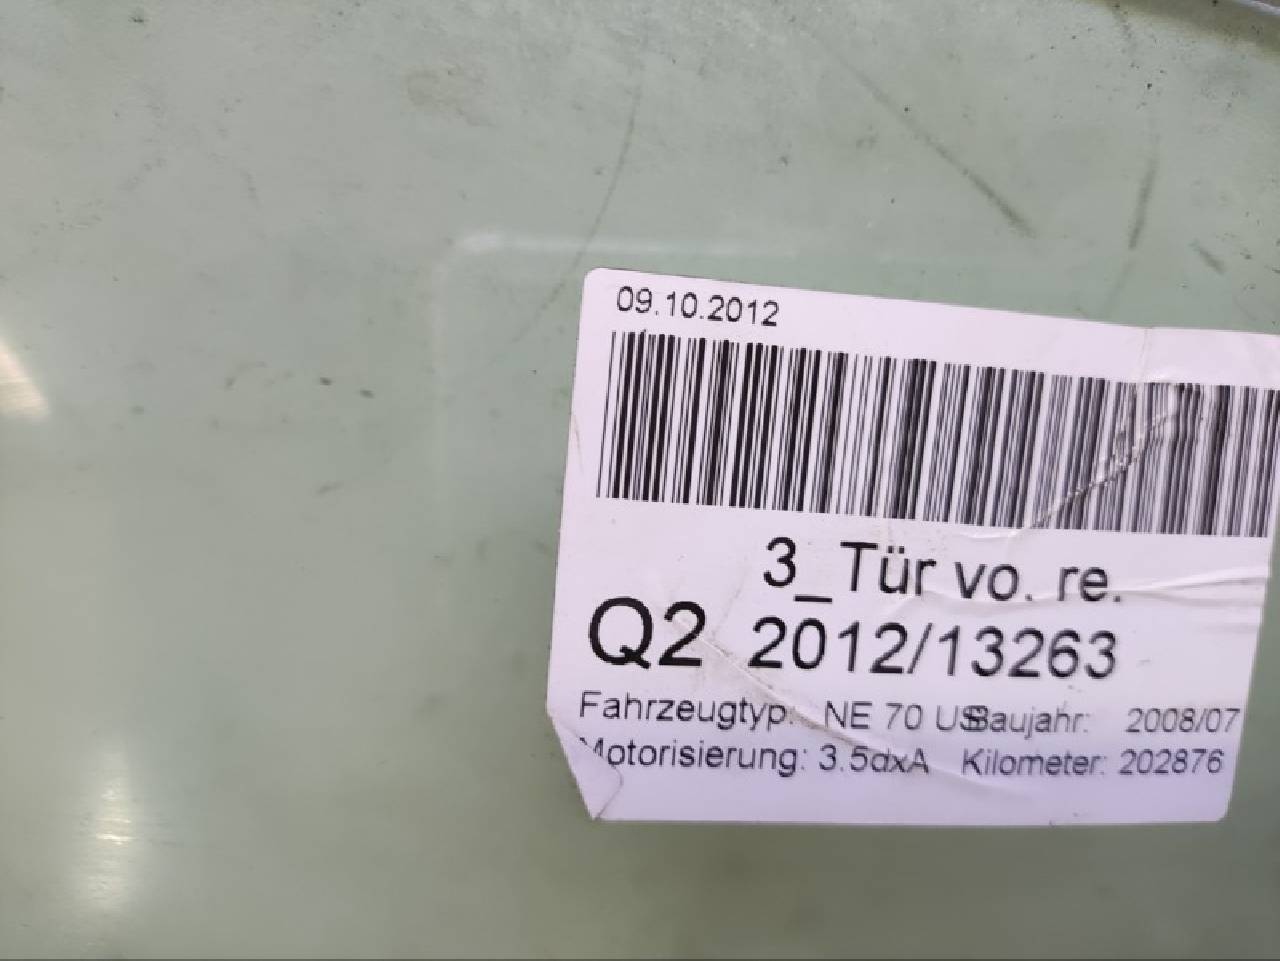 09.10.2012
3_Tür vo. re.
Q2 2012/13263
Fahrzeugtyp: NE 70 US Baujahr: 2008/07
Motorisierung: 3.5dxA Kilometer: 202876